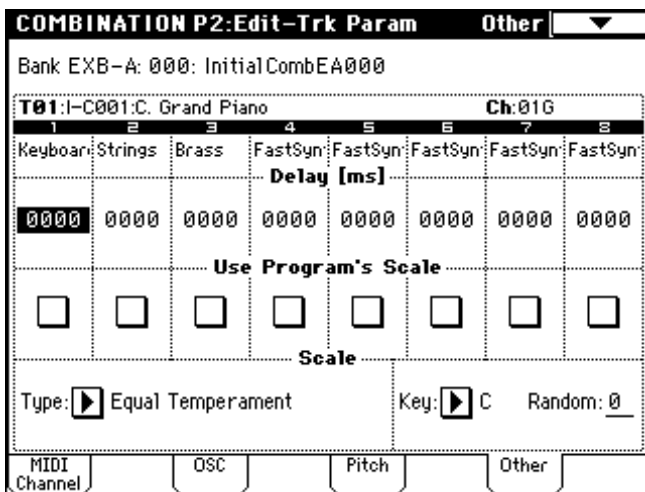 COMBINATION P2:Edit-Trk Param Other
Bank EXB-A: 000: InitialCombEA000
T01:I-C001:C. Grand Piano Ch:01G
1 2 3 4 5 6 7 8
Keyboar Strings Brass FastSyn FastSyn FastSyn FastSyn FastSyn
Delay [ms]
0000 0000 0000 0000 0000 0000 0000 0000
Use Program's Scale
Scale
Type: Equal Temperament Key: C Random: 0
MIDI Channel OSC Pitch Other